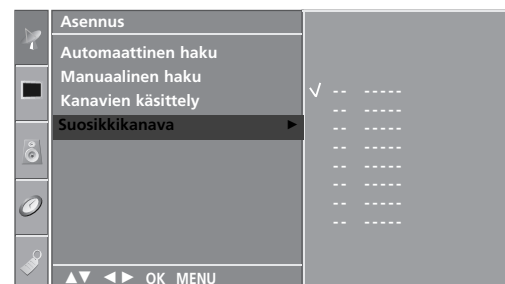 Asennus
Automaattinen haku
Manuaalinen haku
Kanavien käsittely
Suosikkikanava ►
√ -- -----
-- -----
-- -----
-- -----
-- -----
-- -----
-- -----
-- -----
▲▼ ◄► OK MENU